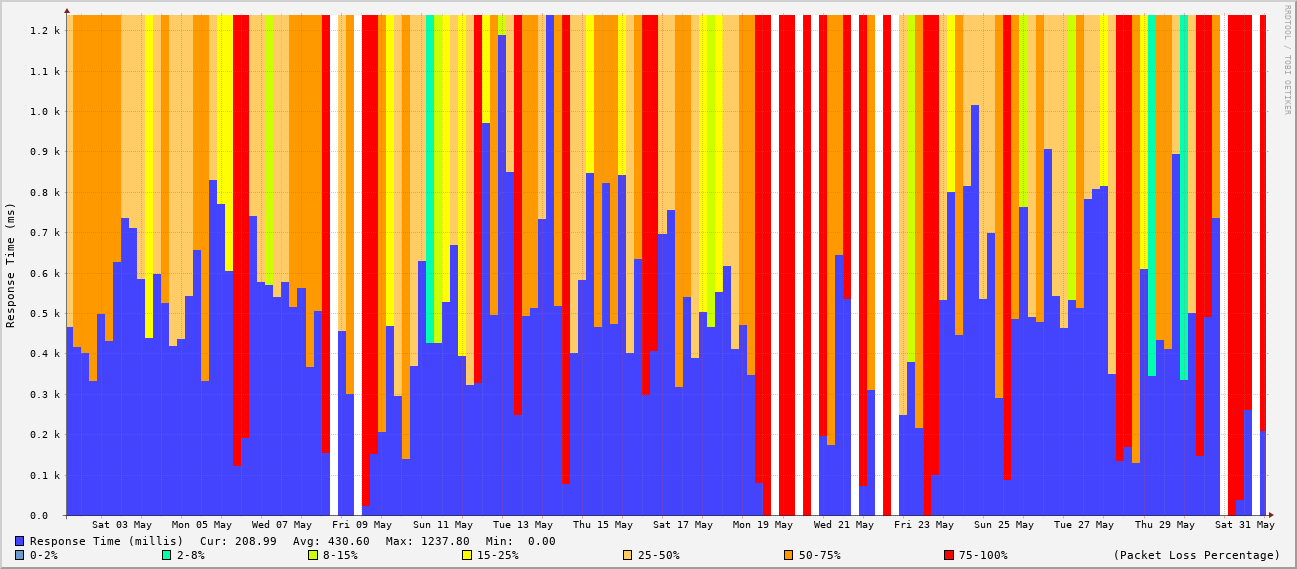 RRDTOOL / TOBI OETIKER
1.2 k
1.1 k
1.0 k
0.9 k
0.8 k
0.7 k
0.6 k
0.5 k
0.4 k
0.3 k
0.2 k
0.1 k
0.0
Response Time (ms)
Sat 03 May Mon 05 May Wed 07 May Fri 09 May Sun 11 May Tue 13 May Thu 15 May Sat 17 May Mon 19 May Wed 21 May Fri 23 May Sun 25 May Tue 27 May Thu 29 May Sat 31 May
Response Time (millis) Cur: 208.99 Avg: 430.60 Max: 1237.80 Min: 0.00
0-2% 2-8% 8-15% 15-25% 25-50% 50-75% 75-100% (Packet Loss Percentage)